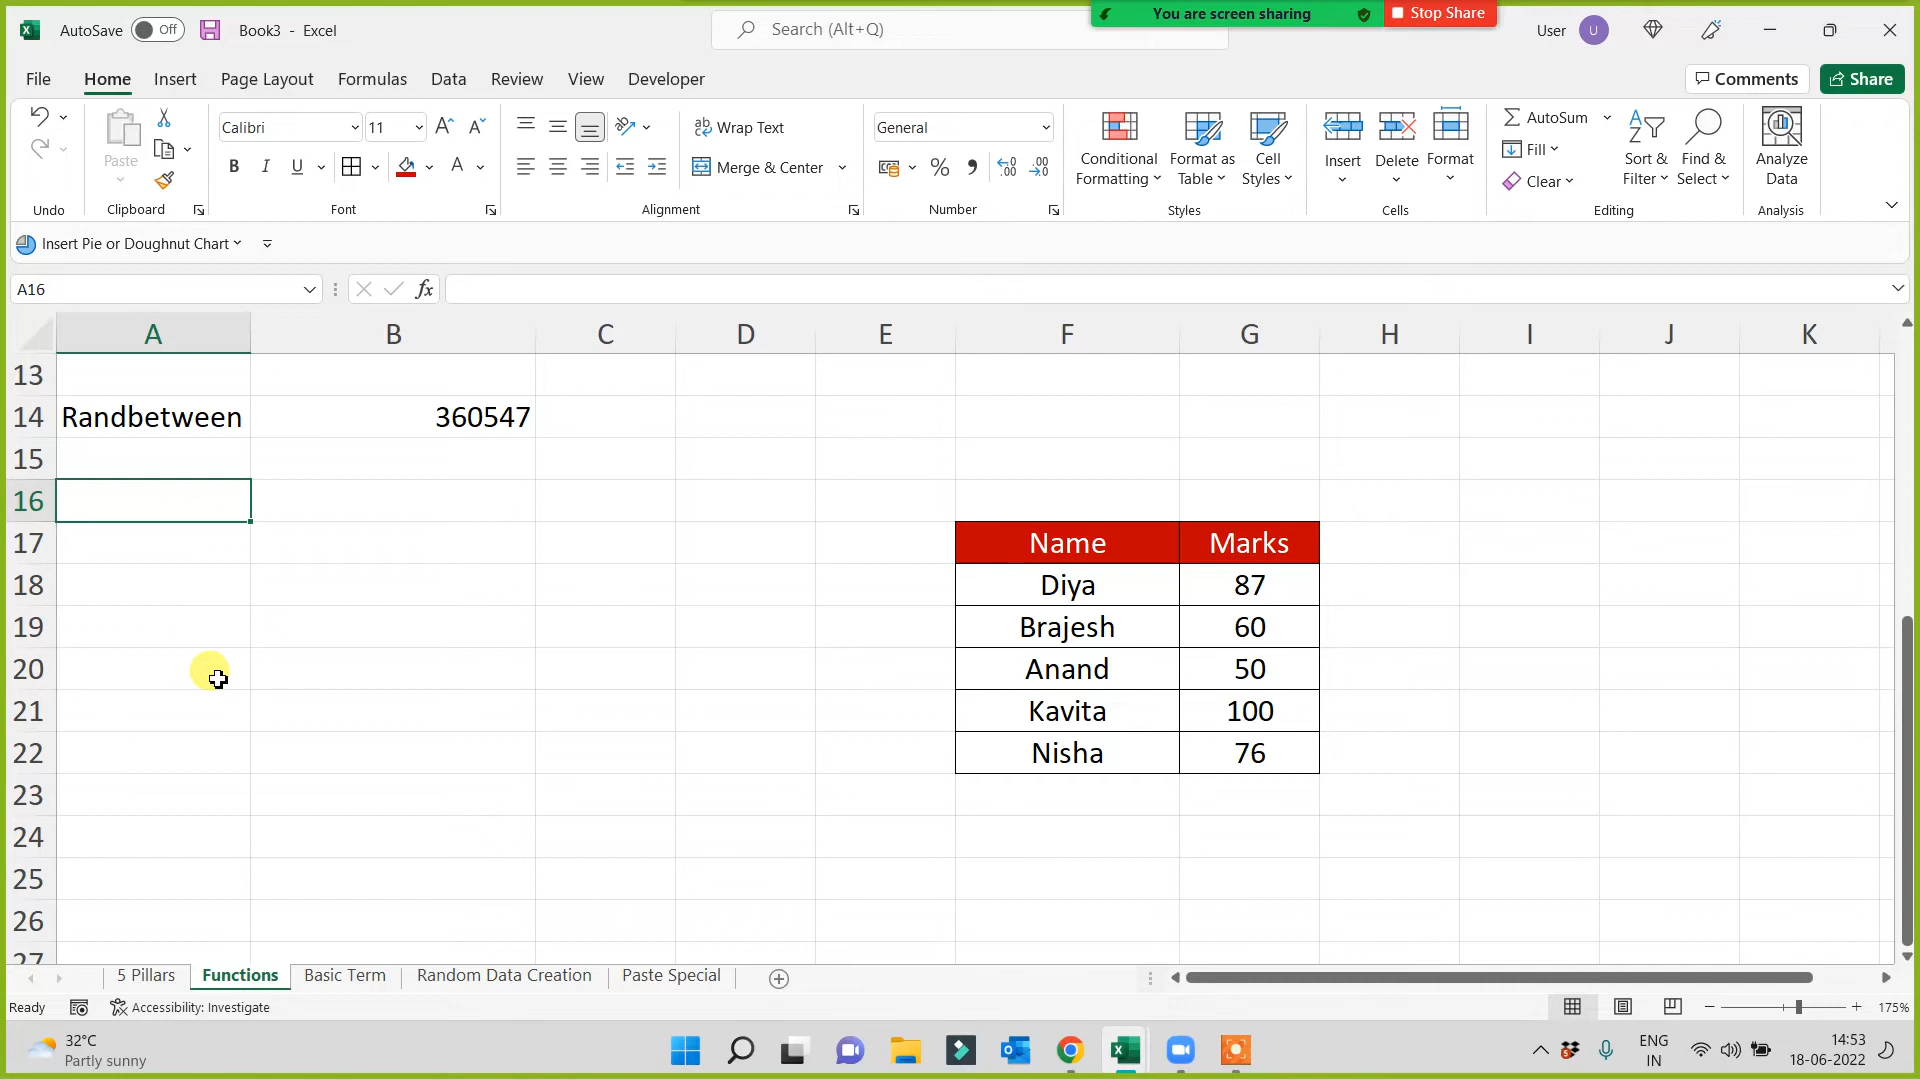 You are screen sharing
Stop Share
AutoSave Off Book3 - Excel
Search (Alt+Q)
User U
File Home Insert Page Layout Formulas Data Review View Developer
Comments Share
Paste
Calibri 11
B I U A
Wrap Text
Merge & Center
General
Conditional Formatting
Format as Table
Cell Styles
Insert Delete Format
AutoSum
Fill
Clear
Sort & Filter
Find & Select
Analyze Data
Undo Clipboard Font Alignment Number Styles Cells Editing Analysis
Insert Pie or Doughnut Chart
A16 fx
A B C D E F G H I J K
13
14 Randbetween 360547
15
16
17 Name Marks
18 Diya 87
19 Brajesh 60
20 Anand 50
21 Kavita 100
22 Nisha 76
23
24
25
26
27
5 Pillars Functions Basic Term Random Data Creation Paste Special
Ready Accessibility: Investigate 175%
32°C
Partly sunny
ENG
IN
14:53
18-06-2022